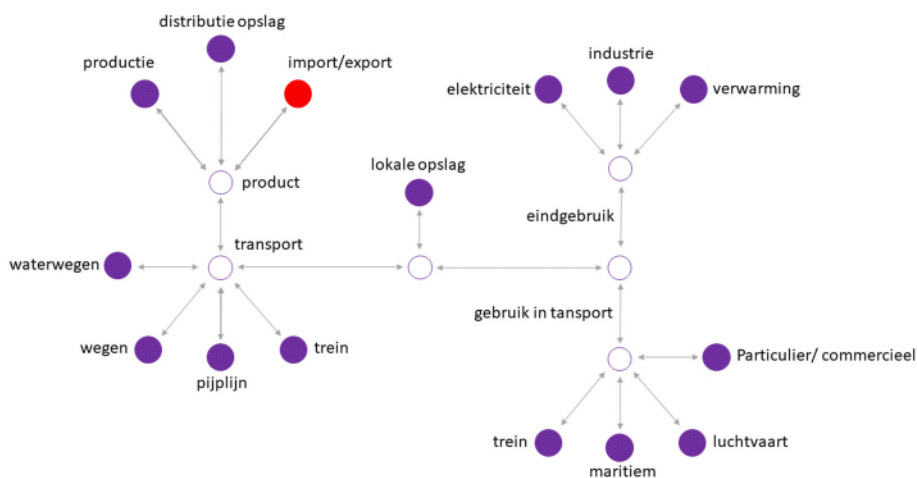 distributie opslag
productie
import/export
product
transport
waterwegen
wegen
pijplijn
trein
lokale opslag
elektriciteit
industrie
verwarming
eindgebruik
gebruik in tansport
Particulier/ commercieel
trein
maritiem
luchtvaart